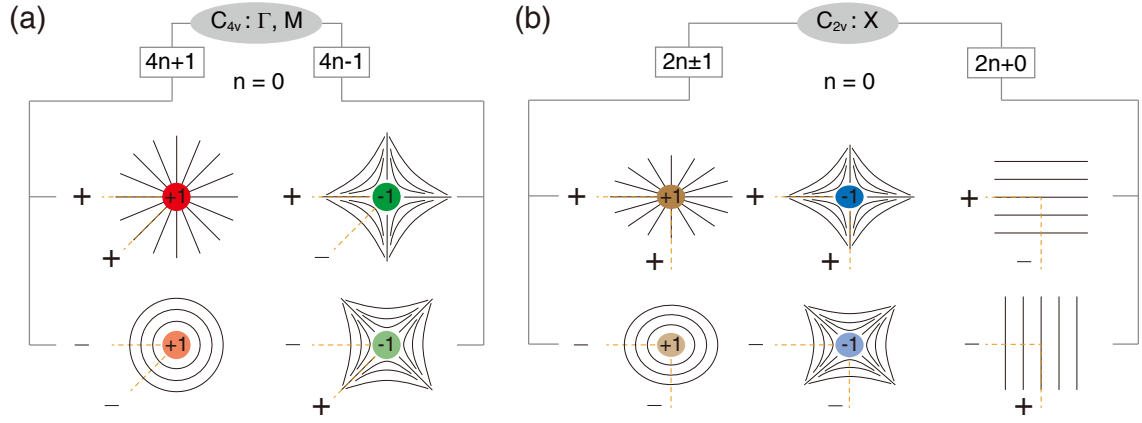 (a)
C4v : Γ, M
4n+1
4n-1
n = 0
+ +1 + -1
+ −
− +1 − -1
− +
(b)
C2v : X
2n±1
2n+0
n = 0
+ +1 + -1 +
+ + −
− +1 − -1 −
− − +